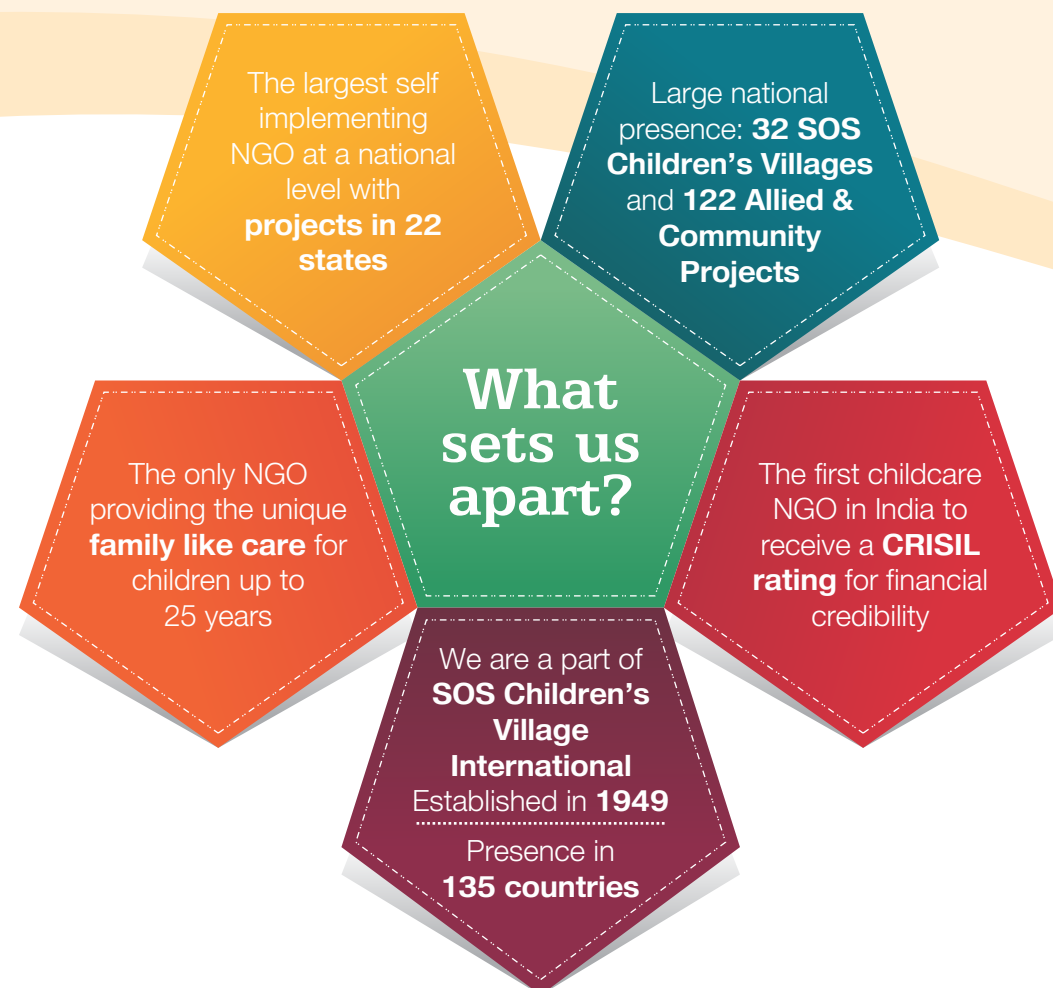 The largest self
implementing
NGO at a national
level with
projects in 22
states
Large national
presence: 32 SOS
Children’s Villages
and 122 Allied &
Community
Projects
What
sets us
apart?
The only NGO
providing the unique
family like care for
children up to
25 years
The first childcare
NGO in India to
receive a CRISIL
rating for financial
credibility
We are a part of
SOS Children’s
Village
International
Established in 1949
Presence in
135 countries